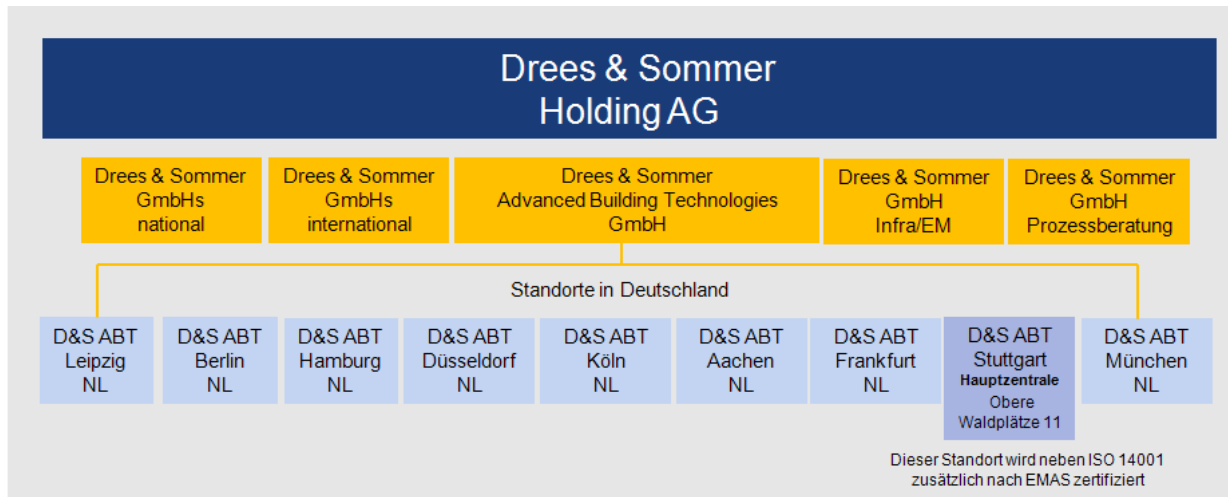 Drees & Sommer
Holding AG
Drees & Sommer
GmbHs
national
Drees & Sommer
GmbHs
international
Drees & Sommer
Advanced Building Technologies
GmbH
Drees & Sommer
GmbH
Infra/EM
Drees & Sommer
GmbH
Prozessberatung
Standorte in Deutschland
D&S ABT
Leipzig
NL
D&S ABT
Berlin
NL
D&S ABT
Hamburg
NL
D&S ABT
Düsseldorf
NL
D&S ABT
Köln
NL
D&S ABT
Aachen
NL
D&S ABT
Frankfurt
NL
D&S ABT
Stuttgart
Hauptzentrale
Obere
Waldplätze 11
D&S ABT
München
NL
Dieser Standort wird neben ISO 14001
zusätzlich nach EMAS zertifiziert